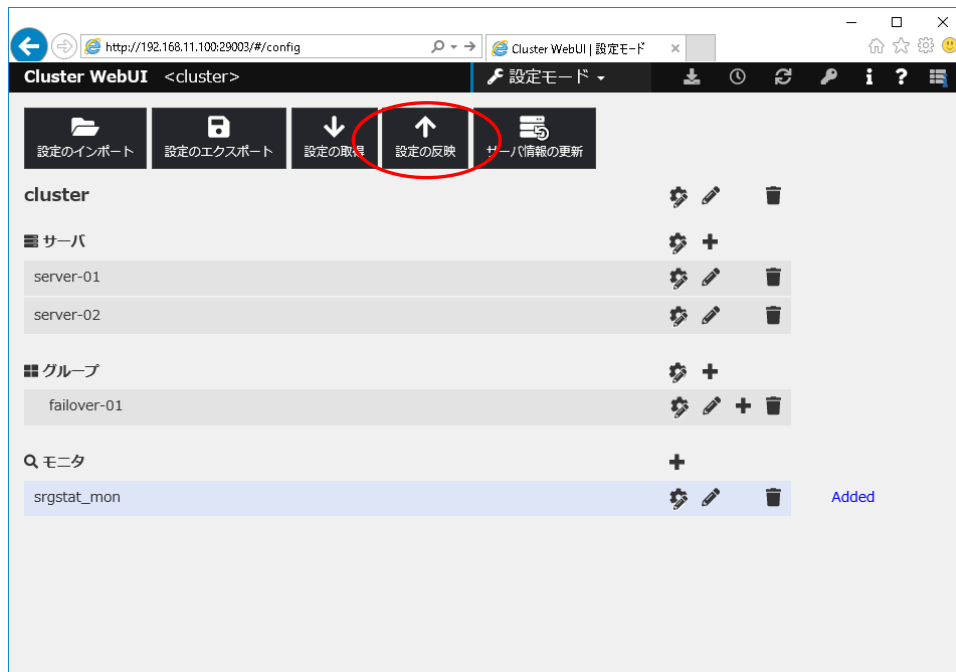 http://192.168.11.100:29003/#/config
Cluster WebUI | 設定モード
Cluster WebUI <cluster>
設定モード
設定のインポート
設定のエクスポート
設定の取得
設定の反映
サーバ情報の更新
cluster
サーバ
server-01
server-02
グループ
failover-01
モニタ
srgstat_mon
Added